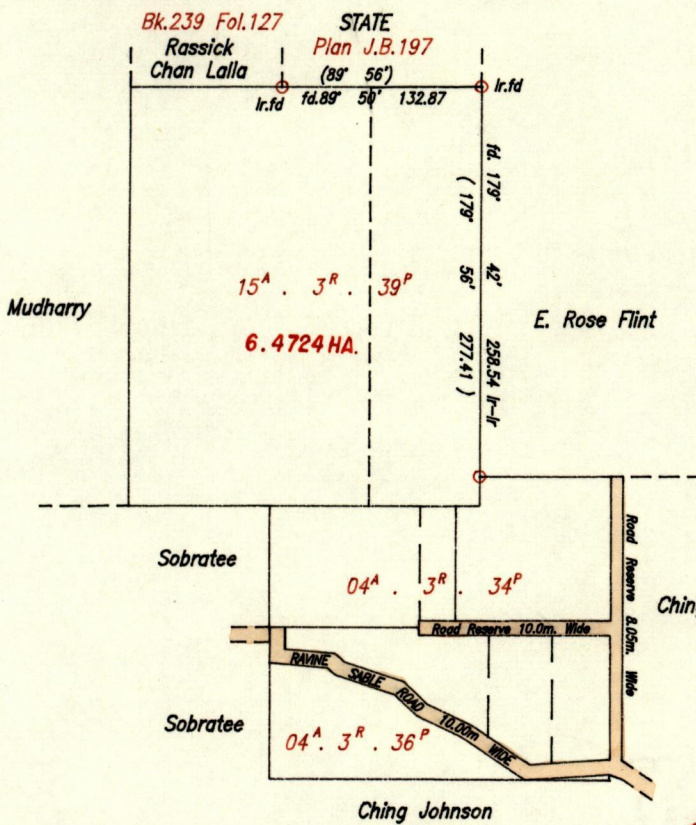 Bk.239 Fol.127
STATE
Rassick
Plan J.B.197
Chan Lalla
(89° 56')
Ir.fd
fd.89° 50' 132.87
Ir.fd
fd. 179° 42' 258.54 Ir-Ir
( 179° 56' 277.41 )
15ᴬ . 3ᴿ . 39ᴾ
Mudharry
E. Rose Flint
6.4724 HA.
Sobratee
04ᴬ . 3ᴿ . 34ᴾ
Road Reserve 8.05m. Wide
Ching
Road Reserve 10.0m. Wide
RAVINE SABLE ROAD 10.00m WIDE
Sobratee
04ᴬ . 3ᴿ . 36ᴾ
Ching Johnson